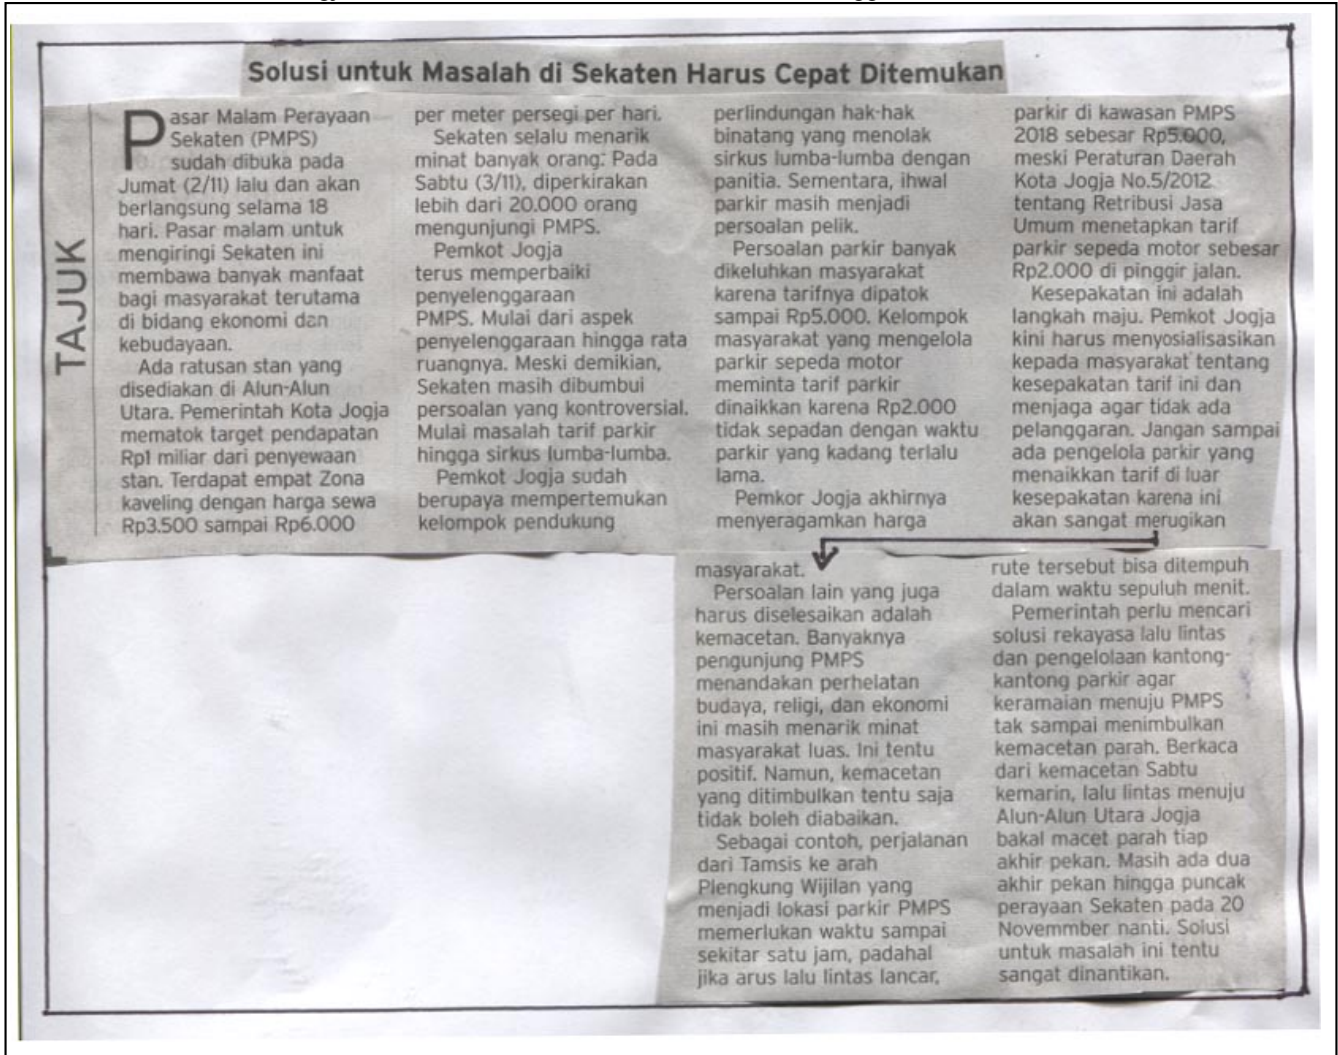 Solusi untuk Masalah di Sekaten Harus Cepat Ditemukan
TAJUK
Pasar Malam Perayaan
Sekaten (PMPS)
sudah dibuka pada
Jumat (2/11) lalu dan akan
berlangsung selama 18
hari. Pasar malam untuk
mengiringi Sekaten ini
membawa banyak manfaat
bagi masyarakat terutama
di bidang ekonomi dan
kebudayaan.
Ada ratusan stan yang
disediakan di Alun-Alun
Utara. Pemerintah Kota Jogja
mematok target pendapatan
Rp1 miliar dari penyewaan
stan. Terdapat empat Zona
kaveling dengan harga sewa
Rp3.500 sampai Rp6.000
per meter persegi per hari.
Sekaten selalu menarik
minat banyak orang. Pada
Sabtu (3/11), diperkirakan
lebih dari 20.000 orang
mengunjungi PMPS.
Pemkot Jogja
terus memperbaiki
penyelenggaraan
PMPS. Mulai dari aspek
penyelenggaraan hingga rata
ruangnya. Meski demikian,
Sekaten masih dibumbui
persoalan yang kontroversial.
Mulai masalah tarif parkir
hingga sirkus lumba-lumba.
Pemkot Jogja sudah
berupaya mempertemukan
kelompok pendukung
perlindungan hak-hak
binatang yang menolak
sirkus lumba-lumba dengan
panitia. Sementara, ihwal
parkir masih menjadi
persoalan pelik.
Persoalan parkir banyak
dikeluhkan masyarakat
karena tarifnya dipatok
sampai Rp5.000. Kelompok
masyarakat yang mengelola
parkir sepeda motor
meminta tarif parkir
dinaikkan karena Rp2.000
tidak sepadan dengan waktu
parkir yang kadang terlalu
lama.
Pemkor Jogja akhirnya
menyeragamkan harga
parkir di kawasan PMPS
2018 sebesar Rp5.000,
meski Peraturan Daerah
Kota Jogja No.5/2012
tentang Retribusi Jasa
Umum menetapkan tarif
parkir sepeda motor sebesar
Rp2.000 di pinggir jalan.
Kesepakatan ini adalah
langkah maju. Pemkot Jogja
kini harus menyosialisasikan
kepada masyarakat tentang
kesepakatan tarif ini dan
menjaga agar tidak ada
pelanggaran. Jangan sampai
ada pengelola parkir yang
menaikkan tarif di luar
kesepakatan karena ini
akan sangat merugikan
masyarakat.
Persoalan lain yang juga
harus diselesaikan adalah
kemacetan. Banyaknya
pengunjung PMPS
menandakan perhelatan
budaya, religi, dan ekonomi
ini masih menarik minat
masyarakat luas. Ini tentu
positif. Namun, kemacetan
yang ditimbulkan tentu saja
tidak boleh diabaikan.
Sebagai contoh, perjalanan
dari Tamsis ke arah
Plengkung Wijilan yang
menjadi lokasi parkir PMPS
memerlukan waktu sampai
sekitar satu jam, padahal
jika arus lalu lintas lancar,
rute tersebut bisa ditempuh
dalam waktu sepuluh menit.
Pemerintah perlu mencari
solusi rekayasa lalu lintas
dan pengelolaan kantong-
kantong parkir agar
keramaian menuju PMPS
tak sampai menimbulkan
kemacetan parah. Berkaca
dari kemacetan Sabtu
kemarin, lalu lintas menuju
Alun-Alun Utara Jogja
bakal macet parah tiap
akhir pekan. Masih ada dua
akhir pekan hingga puncak
perayaan Sekaten pada 20
Novemmber nanti. Solusi
untuk masalah ini tentu
sangat dinantikan.